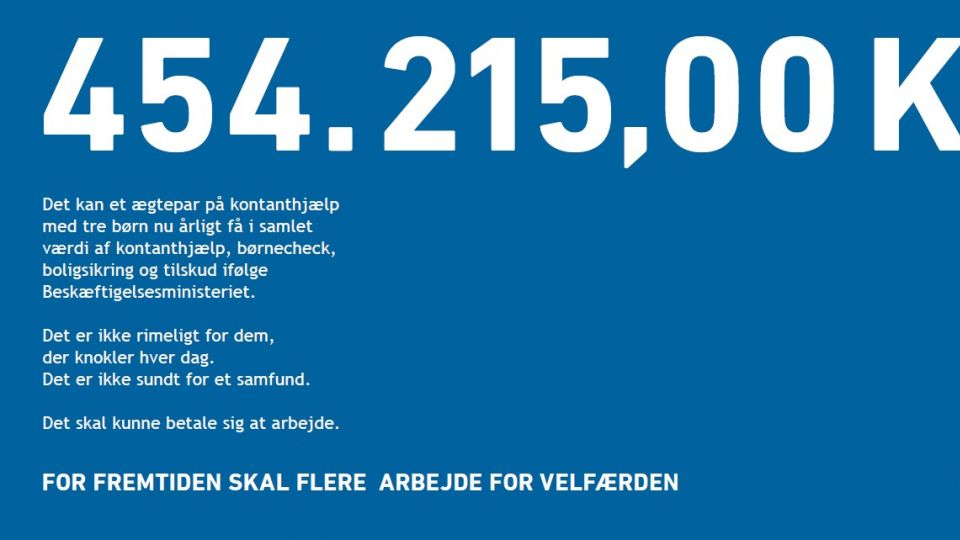 454.215,00 K
Det kan et ægtepar på kontanthjælp
med tre børn nu årligt få i samlet
værdi af kontanthjælp, børnecheck,
boligsikring og tilskud ifølge
Beskæftigelsesministeriet.
Det er ikke rimeligt for dem,
der knokler hver dag.
Det er ikke sundt for et samfund.
Det skal kunne betale sig at arbejde.
FOR FREMTIDEN SKAL FLERE ARBEJDE FOR VELFÆRDEN